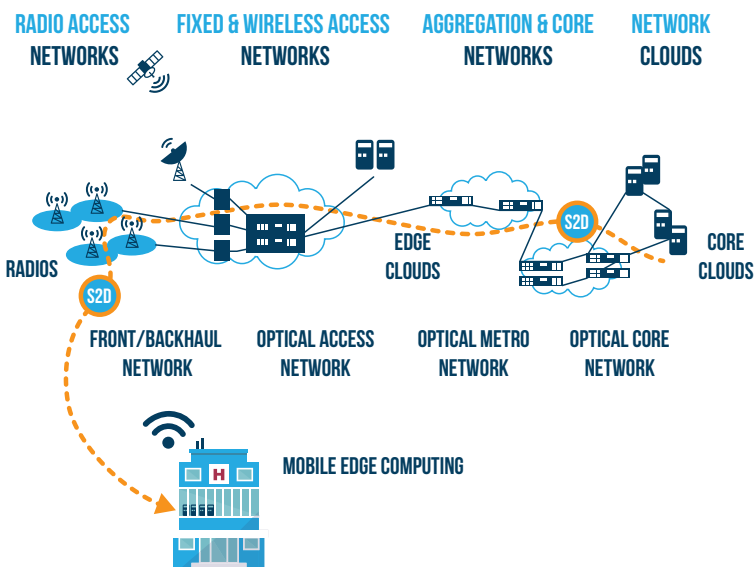 RADIO ACCESS
NETWORKS
FIXED & WIRELESS ACCESS
NETWORKS
AGGREGATION & CORE
NETWORKS
NETWORK
CLOUDS
S2D
EDGE
CLOUDS
CORE
CLOUDS
RADIOS
S2D
FRONT/BACKHAUL
NETWORK
OPTICAL ACCESS
NETWORK
OPTICAL METRO
NETWORK
OPTICAL CORE
NETWORK
MOBILE EDGE COMPUTING
H